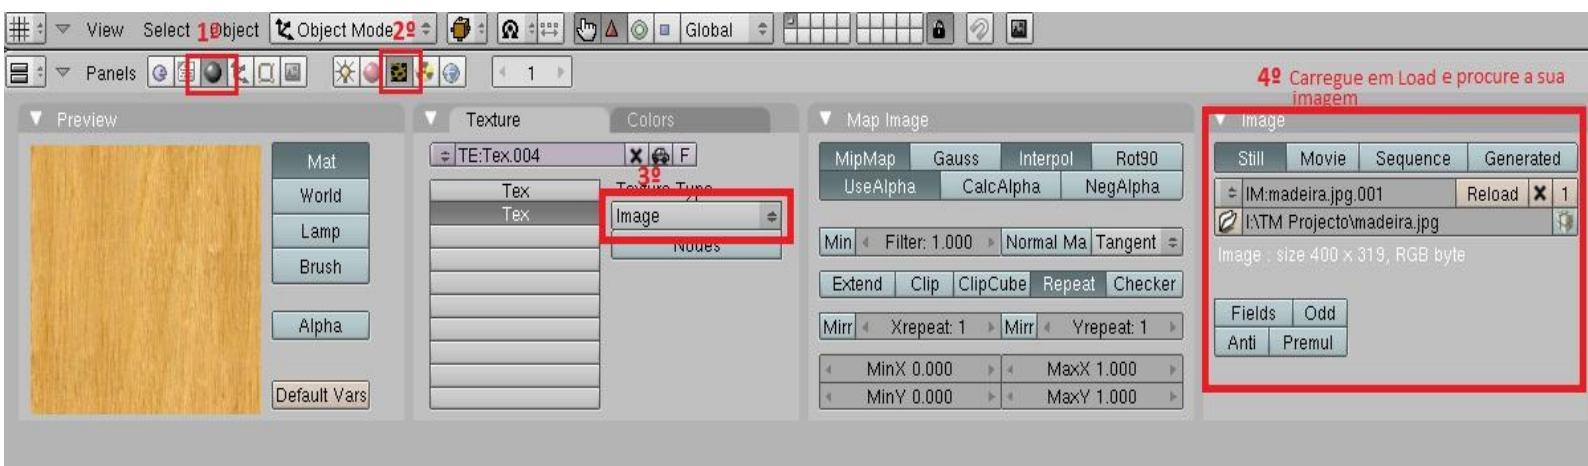 View Select 1º Object Object Mode 2º Global
Panels 1
4º Carregue em Load e procure a sua
imagem
Preview
Mat
World
Lamp
Brush
Alpha
Default Vars
Texture Colors
TE:Tex.004 F
3º
Tex Texture Type
Tex Image
Nodes
Map Image
MipMap Gauss Interpol Rot90
UseAlpha CalcAlpha NegAlpha
Min Filter: 1.000 Normal Ma Tangent
Extend Clip ClipCube Repeat Checker
Mirr Xrepeat: 1 Mirr Yrepeat: 1
MinX 0.000 MaxX 1.000
MinY 0.000 MaxY 1.000
Image
Still Movie Sequence Generated
IM:madeira.jpg.001 Reload X 1
I:\TM Projecto\madeira.jpg
Image : size 400 x 319, RGB byte
Fields Odd
Anti Premul